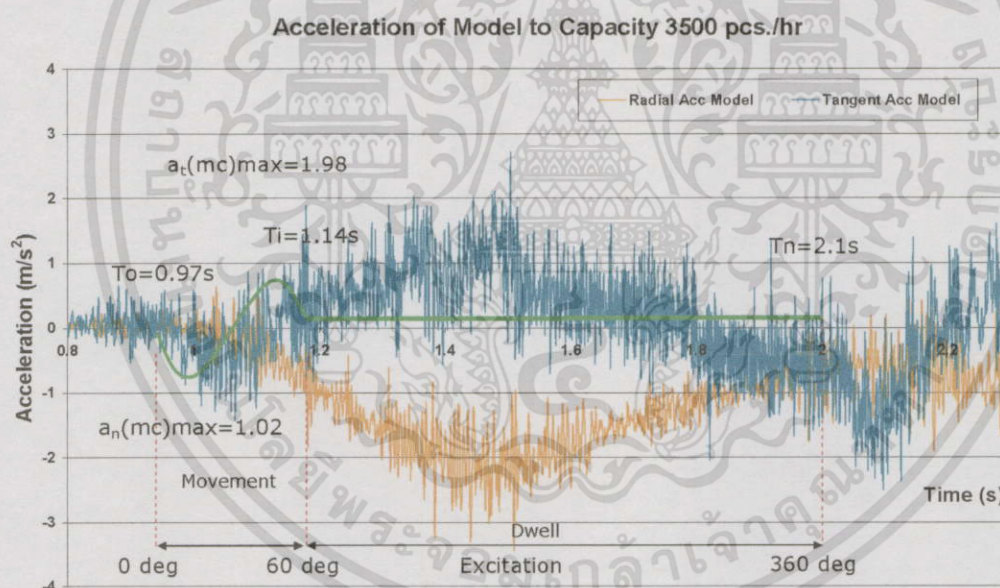 Acceleration of Model to Capacity 3500 pcs./hr
Radial Acc Model
Tangent Acc Model
4
3
2
1
0
-1
-2
-3
-4
Acceleration (m/s²)
aₜ(mc)max=1.98
Ti=1.14s
To=0.97s
Tn=2.1s
0.8
1.2
1.4
1.6
1.8
2
2.2
aₙ(mc)max=1.02
Movement
Time (s)
Dwell
0 deg
60 deg
Excitation
360 deg